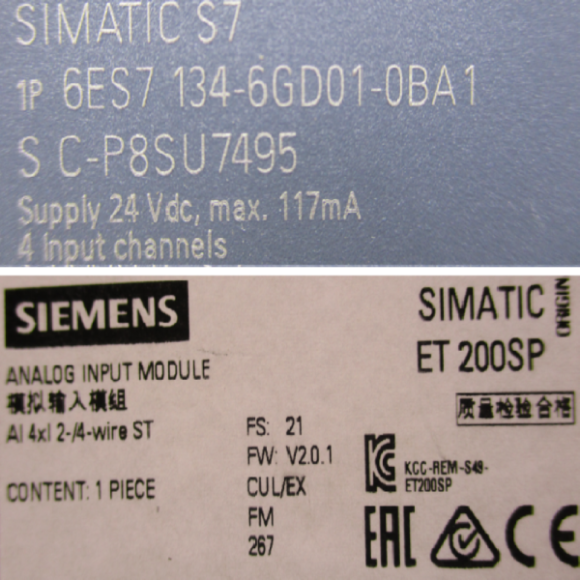 SIMATIC S7
1P 6ES7 134-6GD01-0BA1
S C-P8SU7495
Supply 24 Vdc, max. 117mA
4 Input channels
SIEMENS
SIMATIC
ET 200SP
ORIGIN
ANALOG INPUT MODULE
模拟输入模组
AI 4xI 2-/4-wire ST
质量检验合格
CONTENT: 1 PIECE
FS: 21
FW: V2.0.1
CUL/EX
FM
267
KCC-REM-S49-
ET200SP
EAC CE